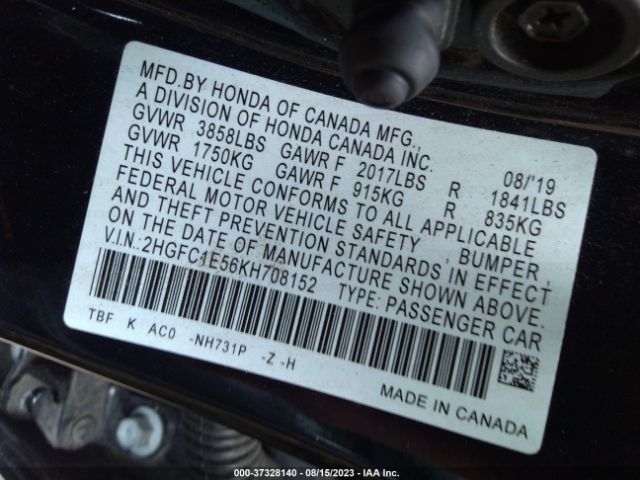 MFD.BY HONDA OF CANADA MFG.,
A DIVISION OF HONDA CANADA INC. 08/'19
GVWR 3858LBS GAWR F 2017LBS R 1841LBS
GVWR 1750KG GAWR F 915KG R 835KG
THIS VEHICLE CONFORMS TO ALL APPLICABLE
FEDERAL MOTOR VEHICLE SAFETY, BUMPER,
AND THEFT PREVENTION STANDARDS IN EFFECT
ON THE DATE OF MANUFACTURE SHOWN ABOVE.
V.I.N.:2HGFC1E56KH708152 TYPE: PASSENGER CAR
TBF K AC0 -NH731P -Z -H
MADE IN CANADA
000-37328140 - 08/15/2023 - IAA Inc.